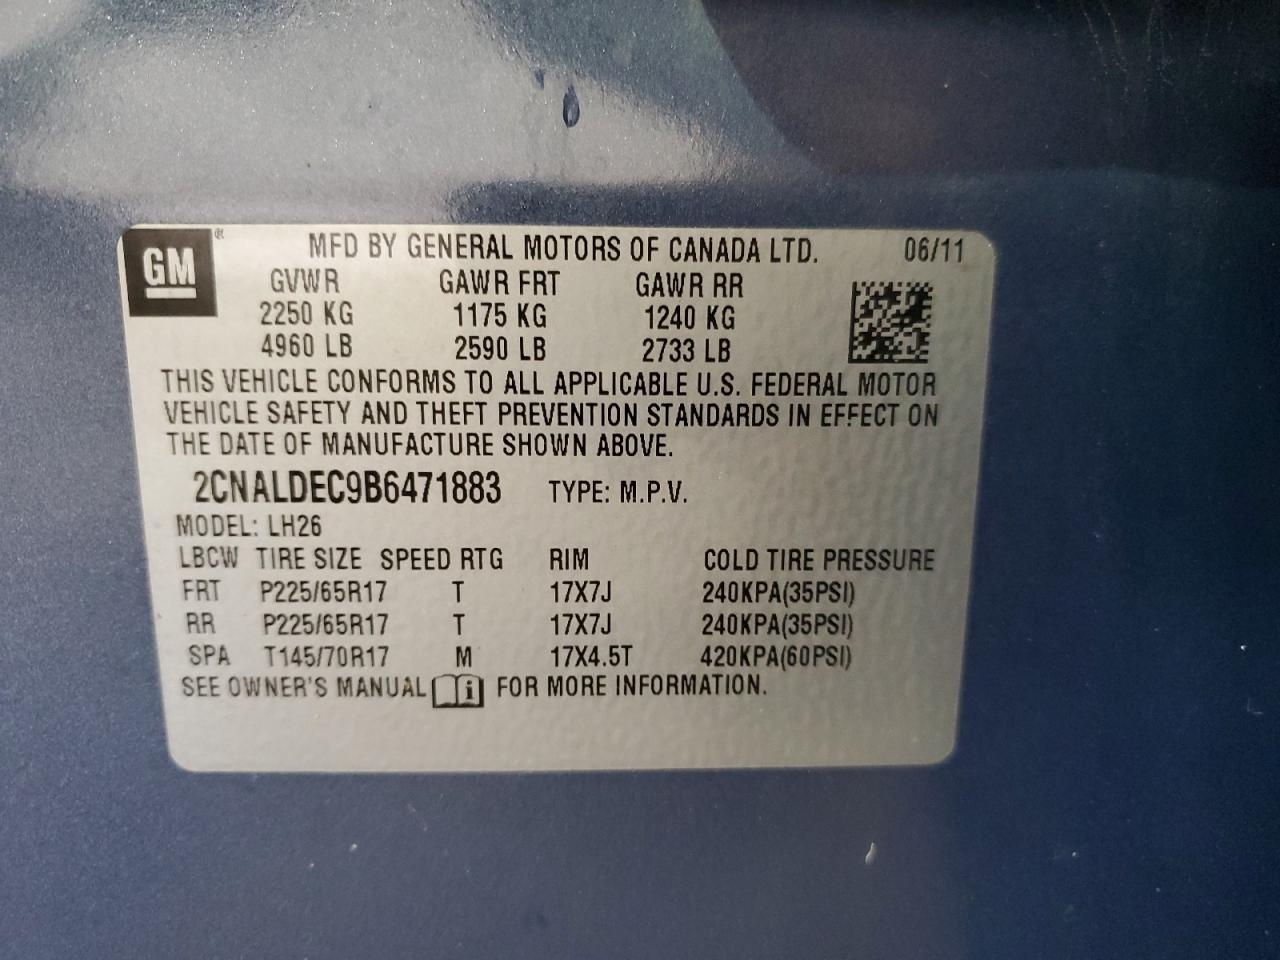 GM® MFD BY GENERAL MOTORS OF CANADA LTD. 06/11
GVWR GAWR FRT GAWR RR
2250 KG 1175 KG 1240 KG
4960 LB 2590 LB 2733 LB
THIS VEHICLE CONFORMS TO ALL APPLICABLE U.S. FEDERAL MOTOR
VEHICLE SAFETY AND THEFT PREVENTION STANDARDS IN EFFECT ON
THE DATE OF MANUFACTURE SHOWN ABOVE.
2CNALDEC9B6471883 TYPE: M.P.V.
MODEL: LH26
LBCW TIRE SIZE SPEED RTG RIM COLD TIRE PRESSURE
FRT P225/65R17 T 17X7J 240KPA(35PSI)
RR P225/65R17 T 17X7J 240KPA(35PSI)
SPA T145/70R17 M 17X4.5T 420KPA(60PSI)
SEE OWNER'S MANUAL i FOR MORE INFORMATION.